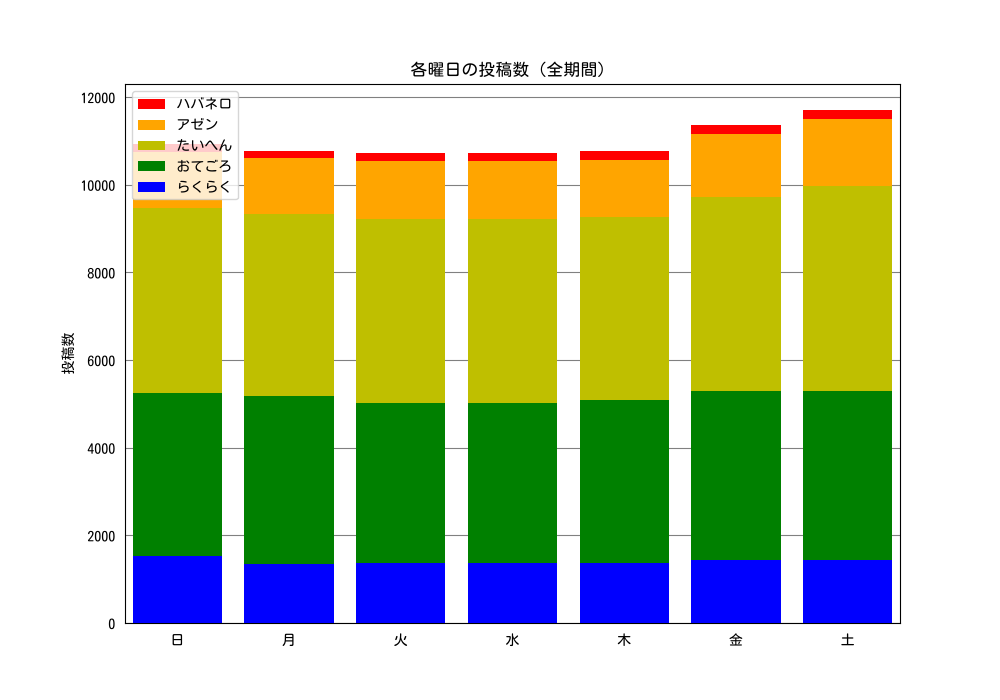 各曜日の投稿数（全期間）
投稿数
12000
10000
8000
6000
4000
2000
0
ハバネロ
アゼン
たいへん
おてごろ
らくらく
日 月 火 水 木 金 土